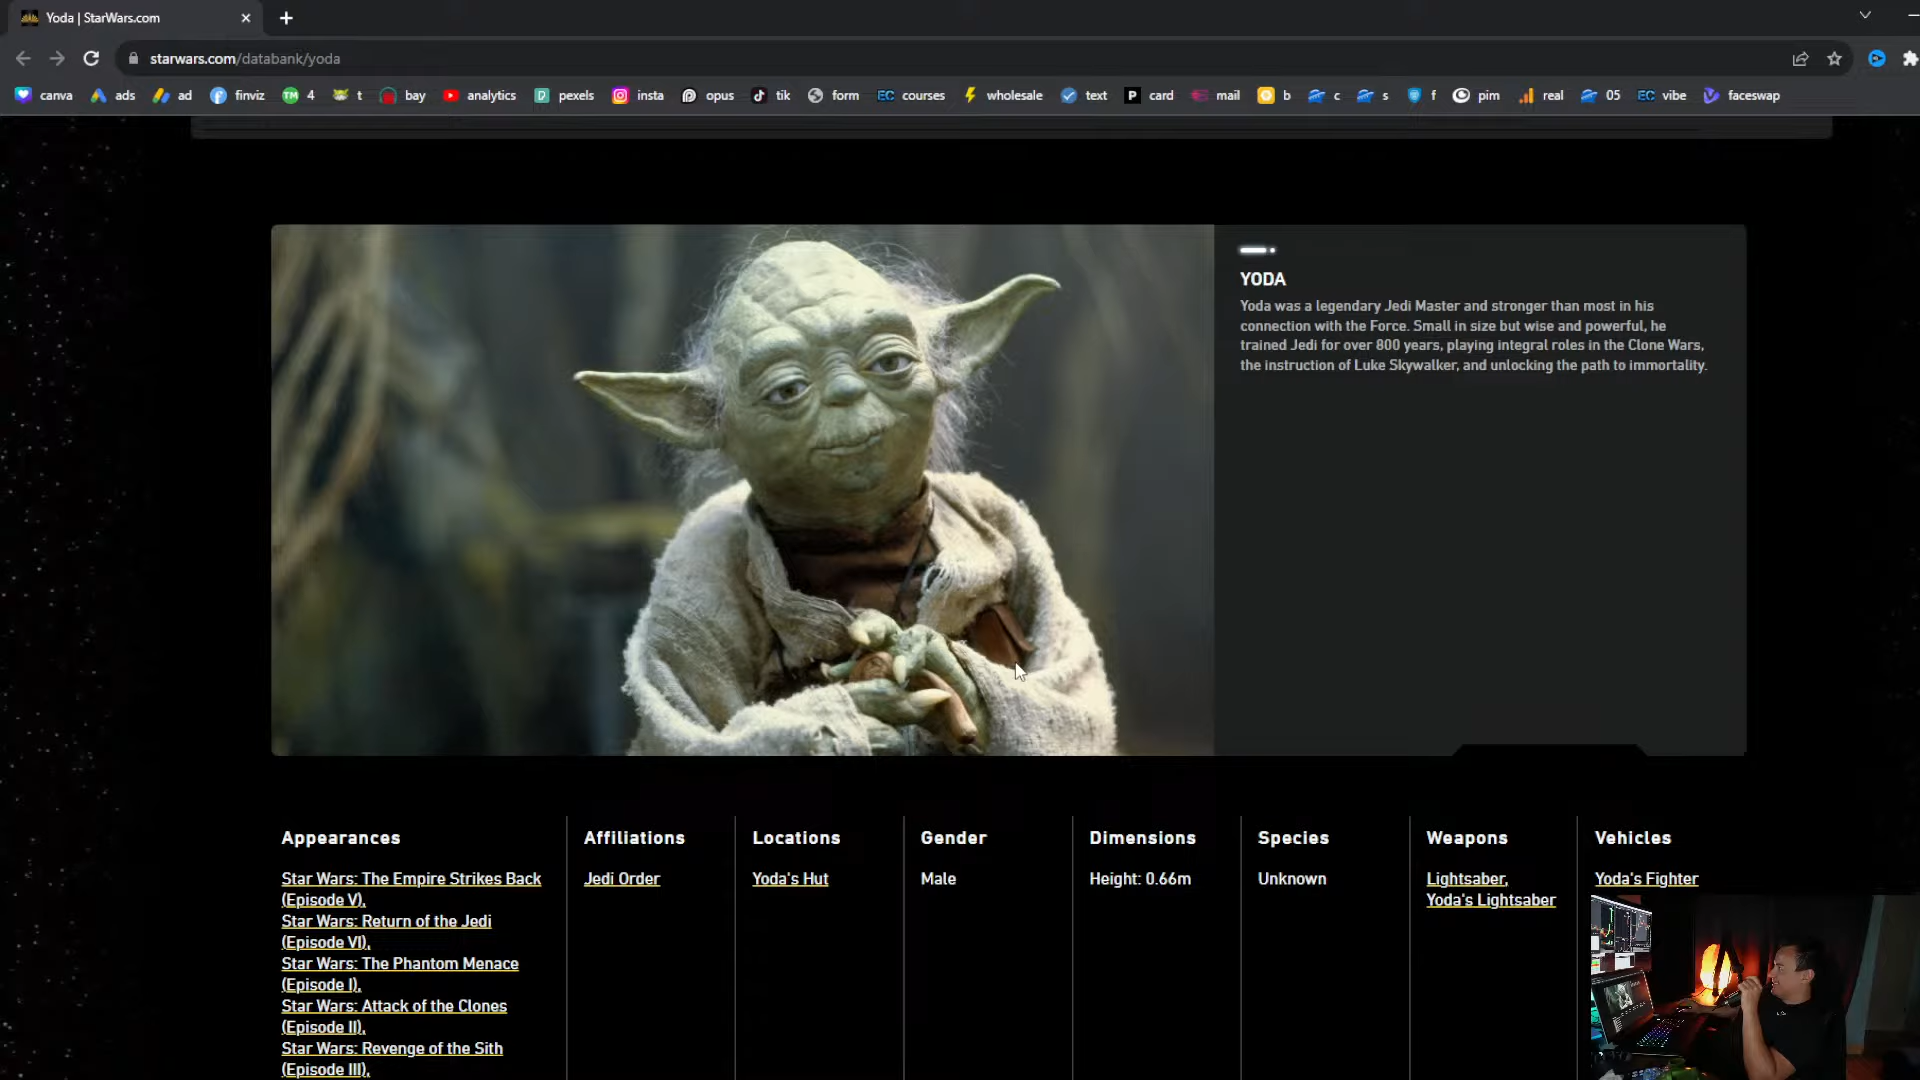 Yoda | StarWars.com
starwars.com/databank/yoda
canva ads ad finviz TM 4 t bay analytics pexels insta opus tik form EC courses wholesale text P card mail b c s f pim real 05 EC vibe faceswap
YODA
Yoda was a legendary Jedi Master and stronger than most in his
connection with the Force. Small in size but wise and powerful, he
trained Jedi for over 800 years, playing integral roles in the Clone Wars,
the instruction of Luke Skywalker, and unlocking the path to immortality.
Appearances
Star Wars: The Empire Strikes Back
(Episode V),
Star Wars: Return of the Jedi
(Episode VI),
Star Wars: The Phantom Menace
(Episode I),
Star Wars: Attack of the Clones
(Episode II),
Star Wars: Revenge of the Sith
(Episode III),
Affiliations
Jedi Order
Locations
Yoda's Hut
Gender
Male
Dimensions
Height: 0.66m
Species
Unknown
Weapons
Lightsaber,
Yoda's Lightsaber
Vehicles
Yoda's Fighter